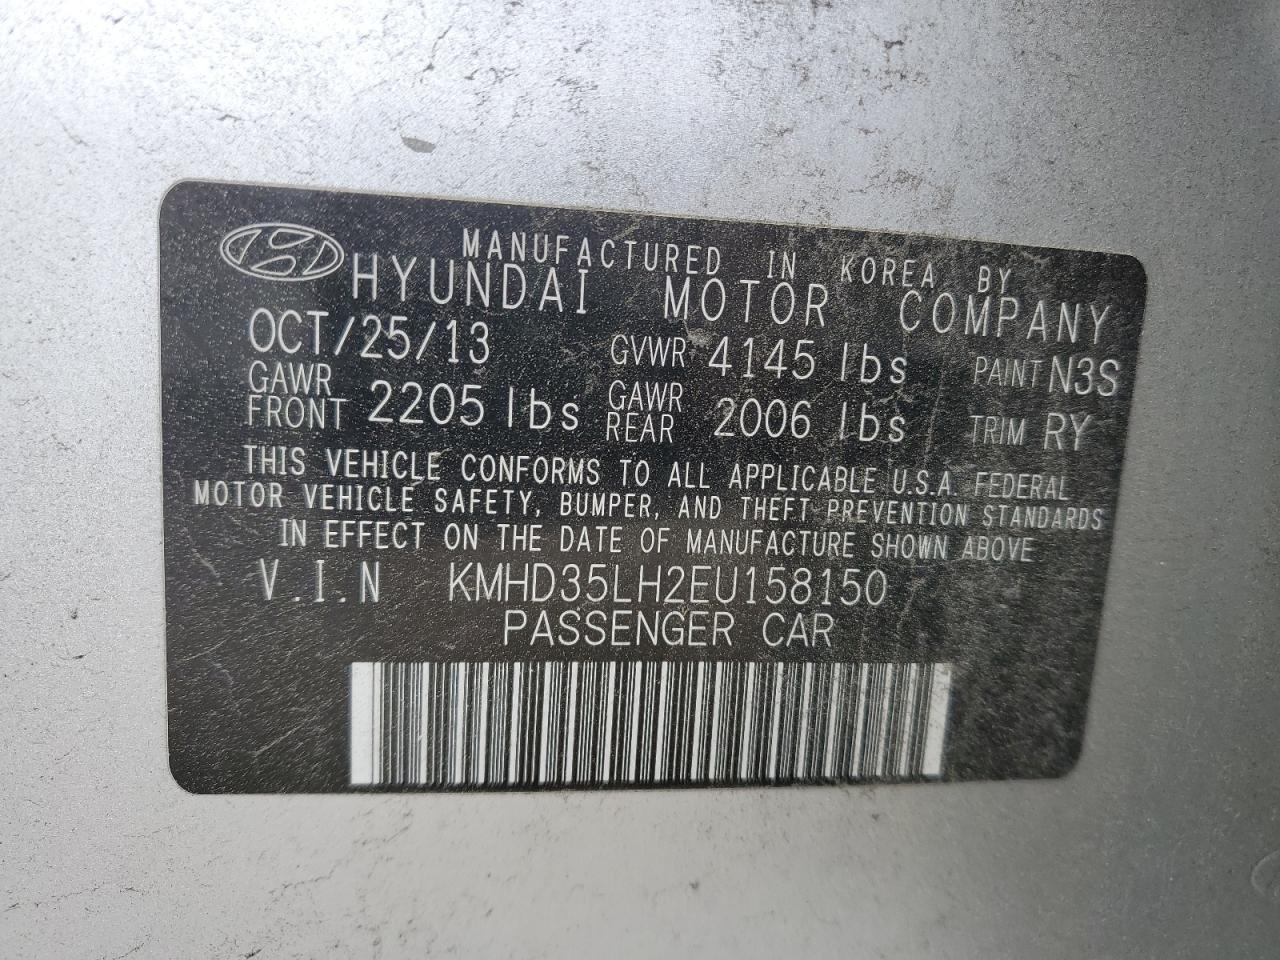 MANUFACTURED IN KOREA BY
HYUNDAI MOTOR COMPANY
OCT/25/13 GVWR 4145 lbs PAINT N3S
GAWR FRONT 2205 lbs GAWR REAR 2006 lbs TRIM RY
THIS VEHICLE CONFORMS TO ALL APPLICABLE U.S.A. FEDERAL
MOTOR VEHICLE SAFETY, BUMPER, AND THEFT PREVENTION STANDARDS
IN EFFECT ON THE DATE OF MANUFACTURE SHOWN ABOVE
V.I.N KMHD35LH2EU158150
PASSENGER CAR